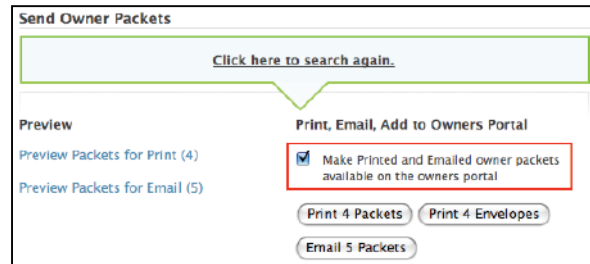 Send Owner Packets
Click here to search again.
Preview
Preview Packets for Print (4)
Preview Packets for Email (5)
Print, Email, Add to Owners Portal
Make Printed and Emailed owner packets
available on the owners portal
Print 4 Packets
Print 4 Envelopes
Email 5 Packets